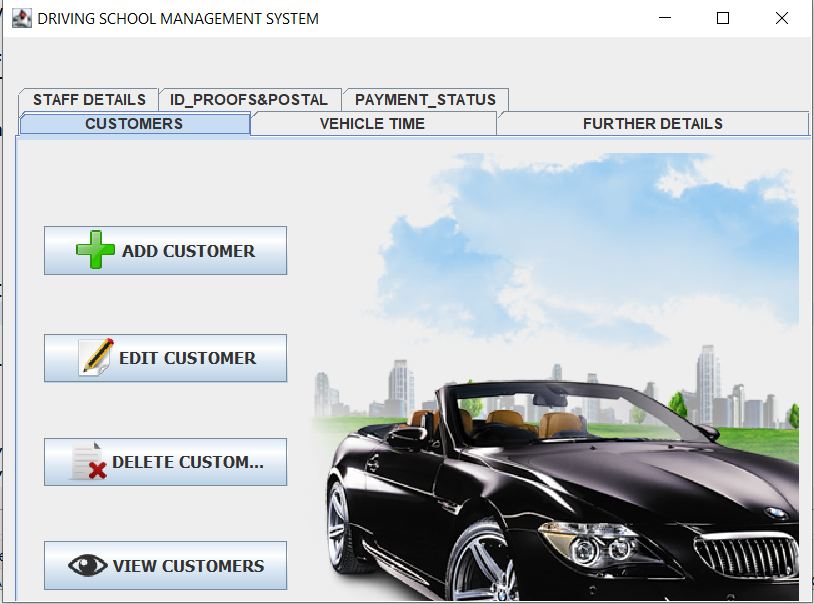 DRIVING SCHOOL MANAGEMENT SYSTEM
STAFF DETAILS ID_PROOFS&POSTAL PAYMENT_STATUS
CUSTOMERS VEHICLE TIME FURTHER DETAILS
ADD CUSTOMER
EDIT CUSTOMER
DELETE CUSTOM...
VIEW CUSTOMERS